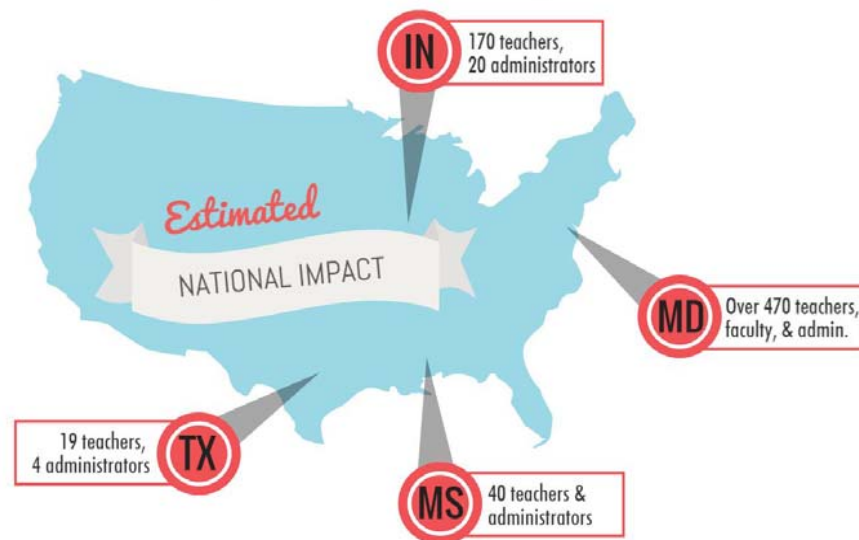 IN
170 teachers,
20 administrators
Estimated
NATIONAL IMPACT
MD
Over 470 teachers,
faculty, & admin.
19 teachers,
4 administrators
TX
MS
40 teachers &
administrators